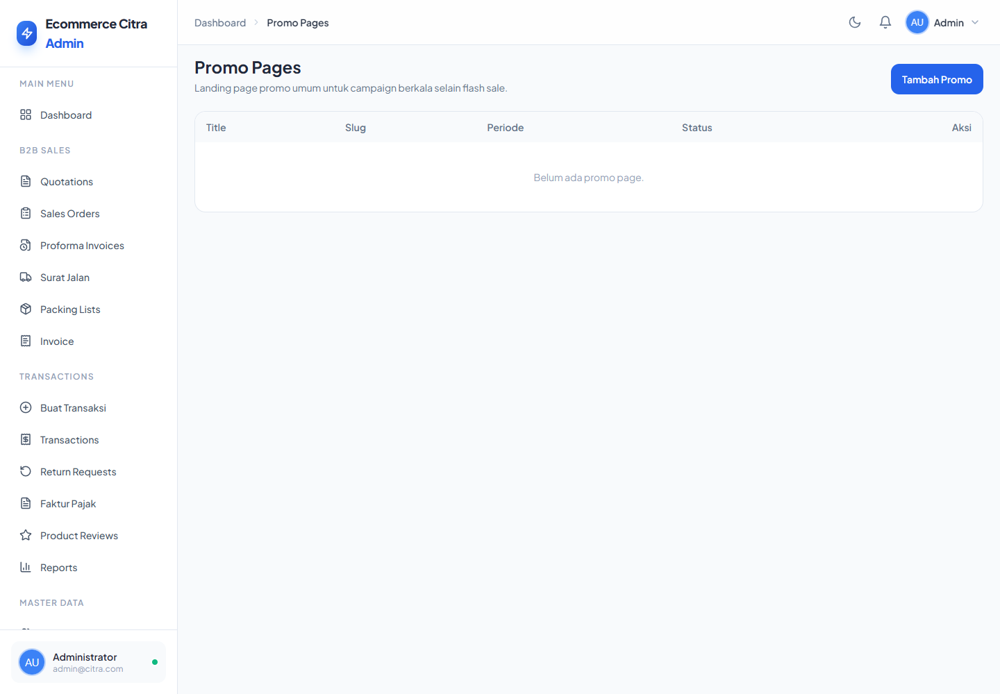 Ecommerce Citra
Admin
MAIN MENU
Dashboard
B2B SALES
Quotations
Sales Orders
Proforma Invoices
Surat Jalan
Packing Lists
Invoice
TRANSACTIONS
Buat Transaksi
Transactions
Return Requests
Faktur Pajak
Product Reviews
Reports
MASTER DATA
AU
Administrator
admin@citra.com
Dashboard
Promo Pages
AU
Admin
Promo Pages
Landing page promo umum untuk campaign berkala selain flash sale.
Tambah Promo
Title
Slug
Periode
Status
Aksi
Belum ada promo page.